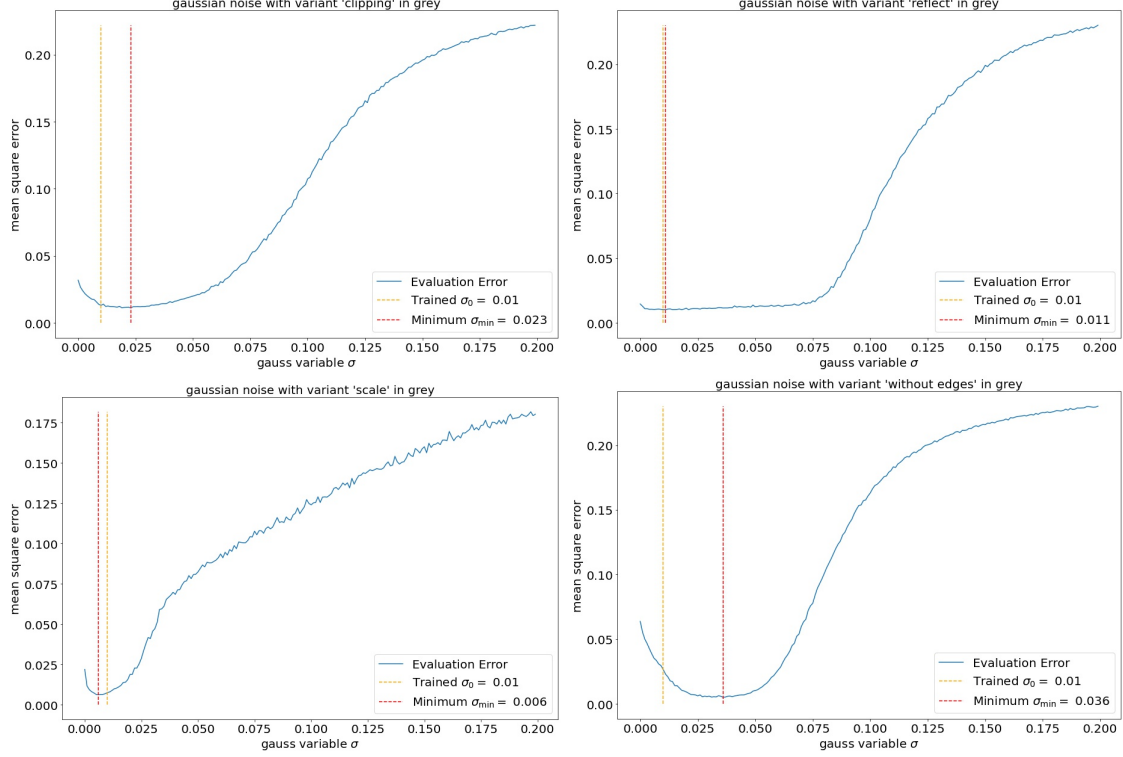 gaussian noise with variant 'clipping' in grey
mean square error
0.20
0.15
0.10
0.05
0.00
Evaluation Error
Trained σ₀ = 0.01
Minimum σmin = 0.023
0.000 0.025 0.050 0.075 0.100 0.125 0.150 0.175 0.200
gauss variable σ
gaussian noise with variant 'reflect' in grey
mean square error
0.20
0.15
0.10
0.05
0.00
Evaluation Error
Trained σ₀ = 0.01
Minimum σmin = 0.011
0.000 0.025 0.050 0.075 0.100 0.125 0.150 0.175 0.200
gauss variable σ
gaussian noise with variant 'scale' in grey
mean square error
0.175
0.150
0.125
0.100
0.075
0.050
0.025
0.000
Evaluation Error
Trained σ₀ = 0.01
Minimum σmin = 0.006
0.000 0.025 0.050 0.075 0.100 0.125 0.150 0.175 0.200
gauss variable σ
gaussian noise with variant 'without edges' in grey
mean square error
0.20
0.15
0.10
0.05
0.00
Evaluation Error
Trained σ₀ = 0.01
Minimum σmin = 0.036
0.000 0.025 0.050 0.075 0.100 0.125 0.150 0.175 0.200
gauss variable σ